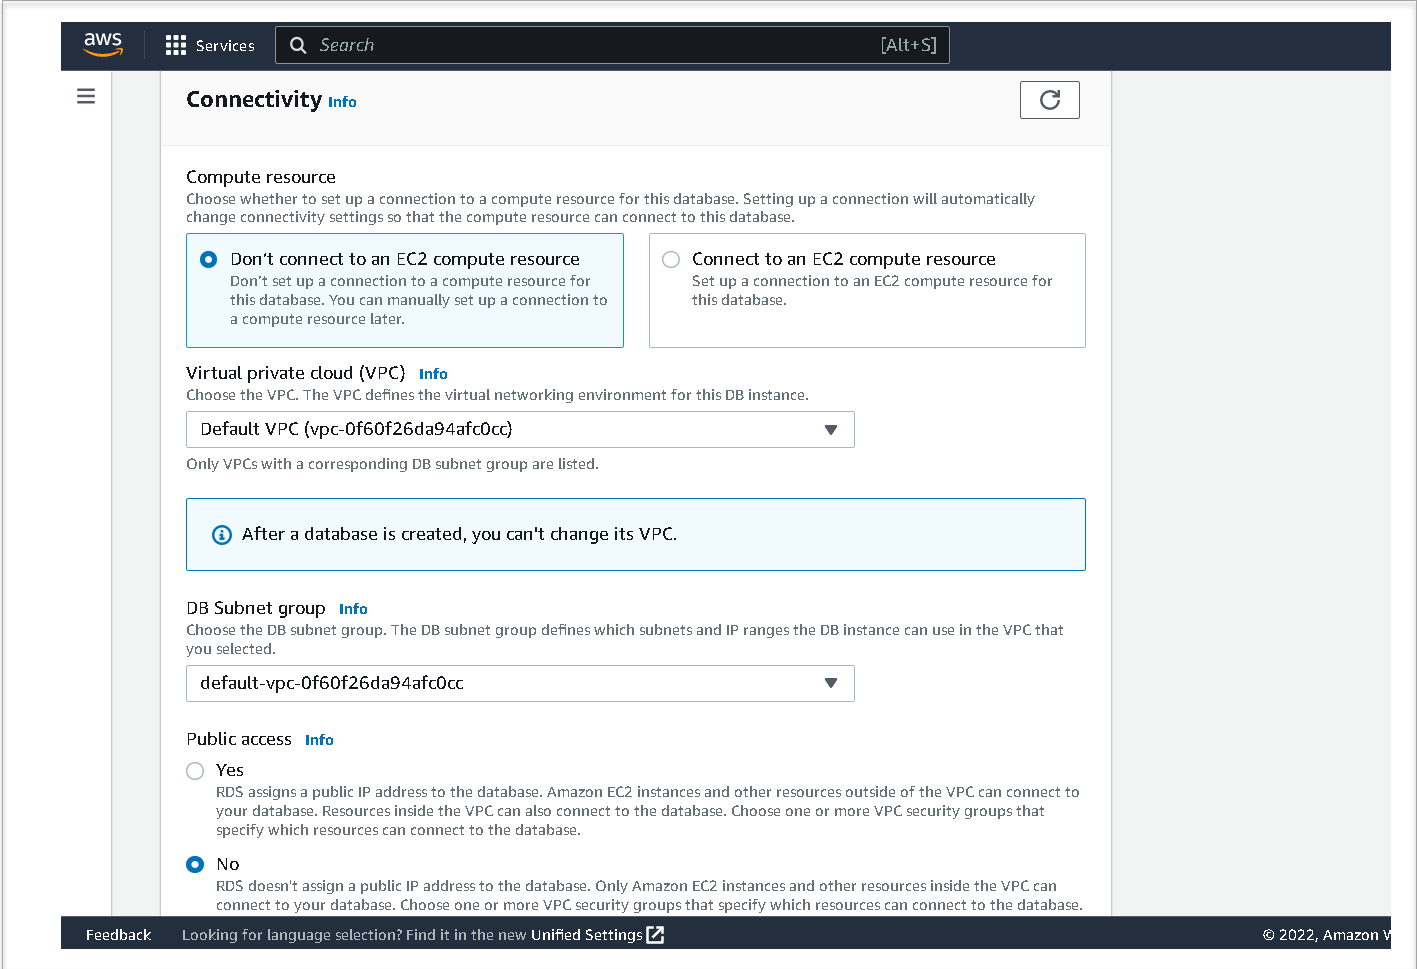 aws Services Search [Alt+S]
Connectivity Info
Compute resource
Choose whether to set up a connection to a compute resource for this database. Setting up a connection will automatically
change connectivity settings so that the compute resource can connect to this database.
Don't connect to an EC2 compute resource
Don't set up a connection to a compute resource for
this database. You can manually set up a connection to
a compute resource later.
Connect to an EC2 compute resource
Set up a connection to an EC2 compute resource for
this database.
Virtual private cloud (VPC) Info
Choose the VPC. The VPC defines the virtual networking environment for this DB instance.
Default VPC (vpc-0f60f26da94afc0cc)
Only VPCs with a corresponding DB subnet group are listed.
After a database is created, you can't change its VPC.
DB Subnet group Info
Choose the DB subnet group. The DB subnet group defines which subnets and IP ranges the DB instance can use in the VPC that
you selected.
default-vpc-0f60f26da94afc0cc
Public access Info
Yes
RDS assigns a public IP address to the database. Amazon EC2 instances and other resources outside of the VPC can connect to
your database. Resources inside the VPC can also connect to the database. Choose one or more VPC security groups that
specify which resources can connect to the database.
No
RDS doesn't assign a public IP address to the database. Only Amazon EC2 instances and other resources inside the VPC can
connect to your database. Choose one or more VPC security groups that specify which resources can connect to the database.
Feedback Looking for language selection? Find it in the new Unified Settings © 2022, Amazon W